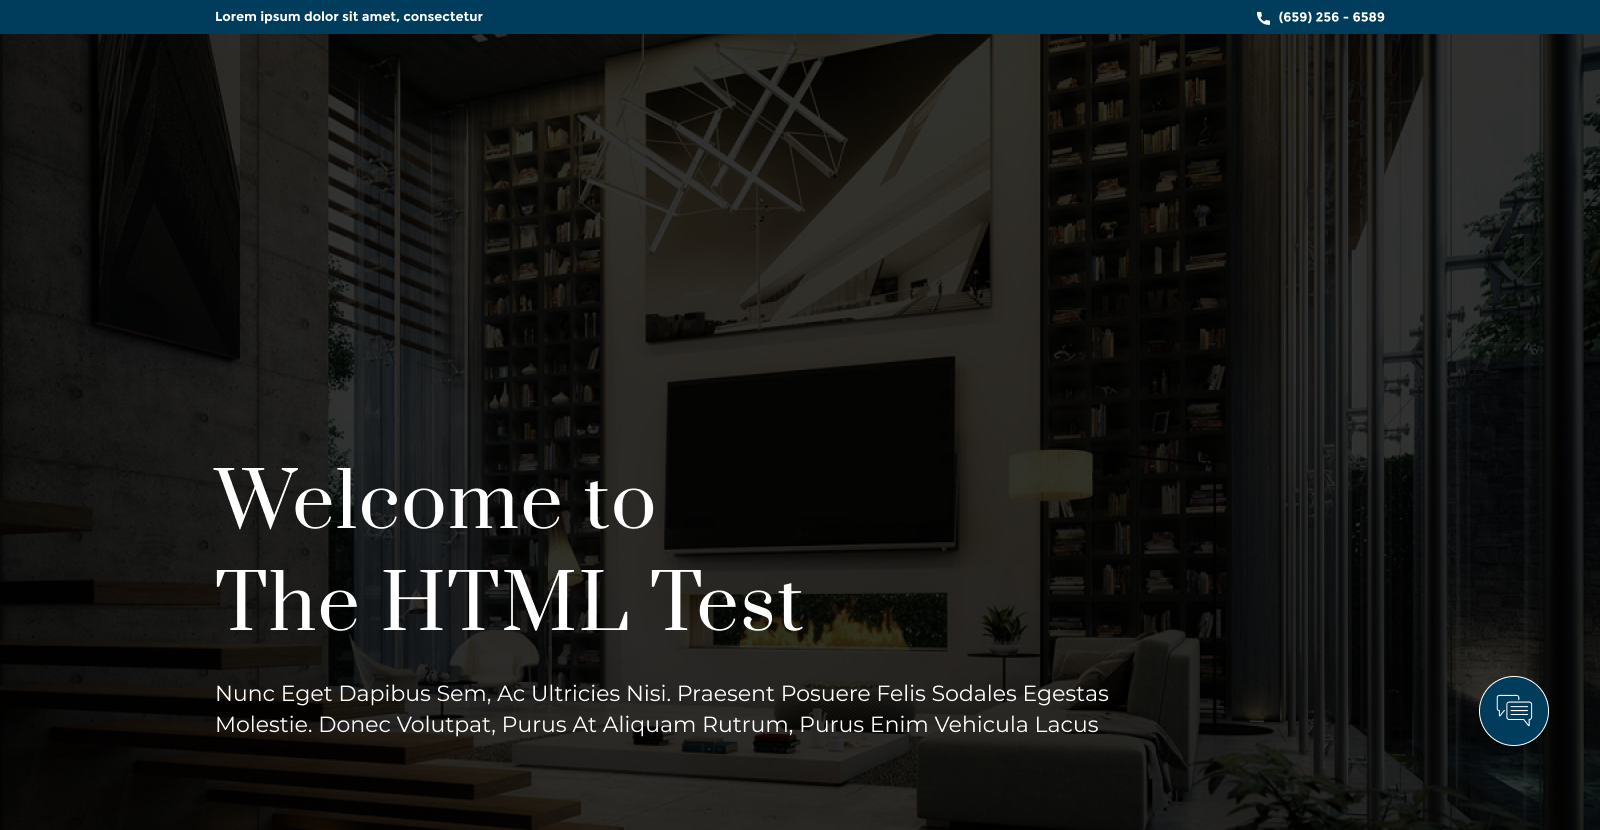 Lorem ipsum dolor sit amet, consectetur
(659) 256 - 6589
Welcome to
The HTML Test
Nunc Eget Dapibus Sem, Ac Ultricies Nisi. Praesent Posuere Felis Sodales Egestas
Molestie. Donec Volutpat, Purus At Aliquam Rutrum, Purus Enim Vehicula Lacus